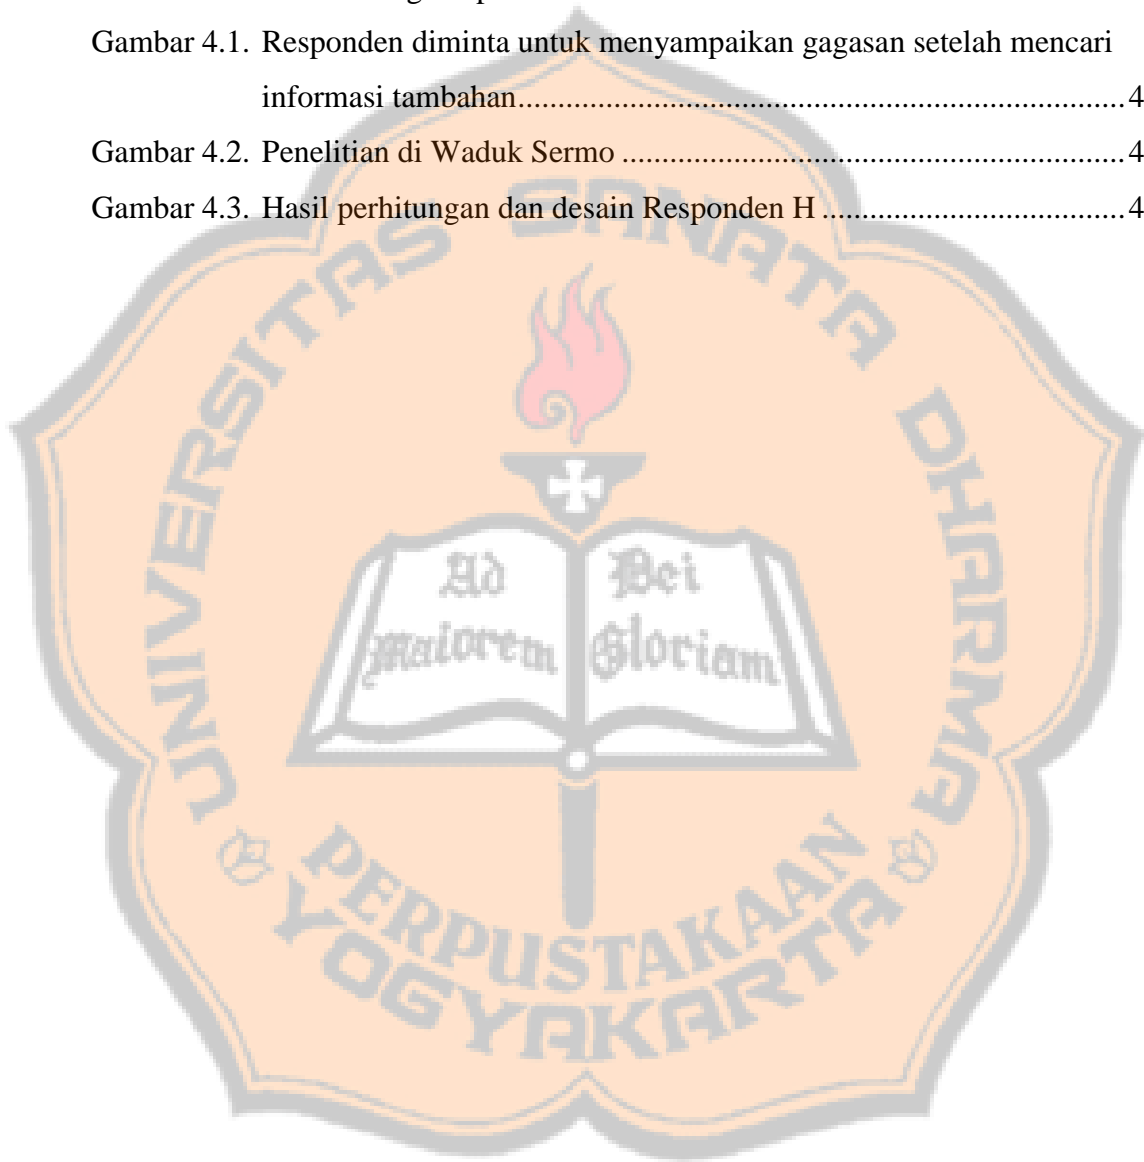 Gambar 4.1. Responden diminta untuk menyampaikan gagasan setelah mencari
informasi tambahan............................................................................ 4
Gambar 4.2. Penelitian di Waduk Sermo ............................................................... 4
Gambar 4.3. Hasil perhitungan dan desain Responden H ...................................... 4
UNIVERSITAS SANATA DHARMA
Ad Dei
Maiorem Gloriam
PERPUSTAKAAN
YOGYAKARTA